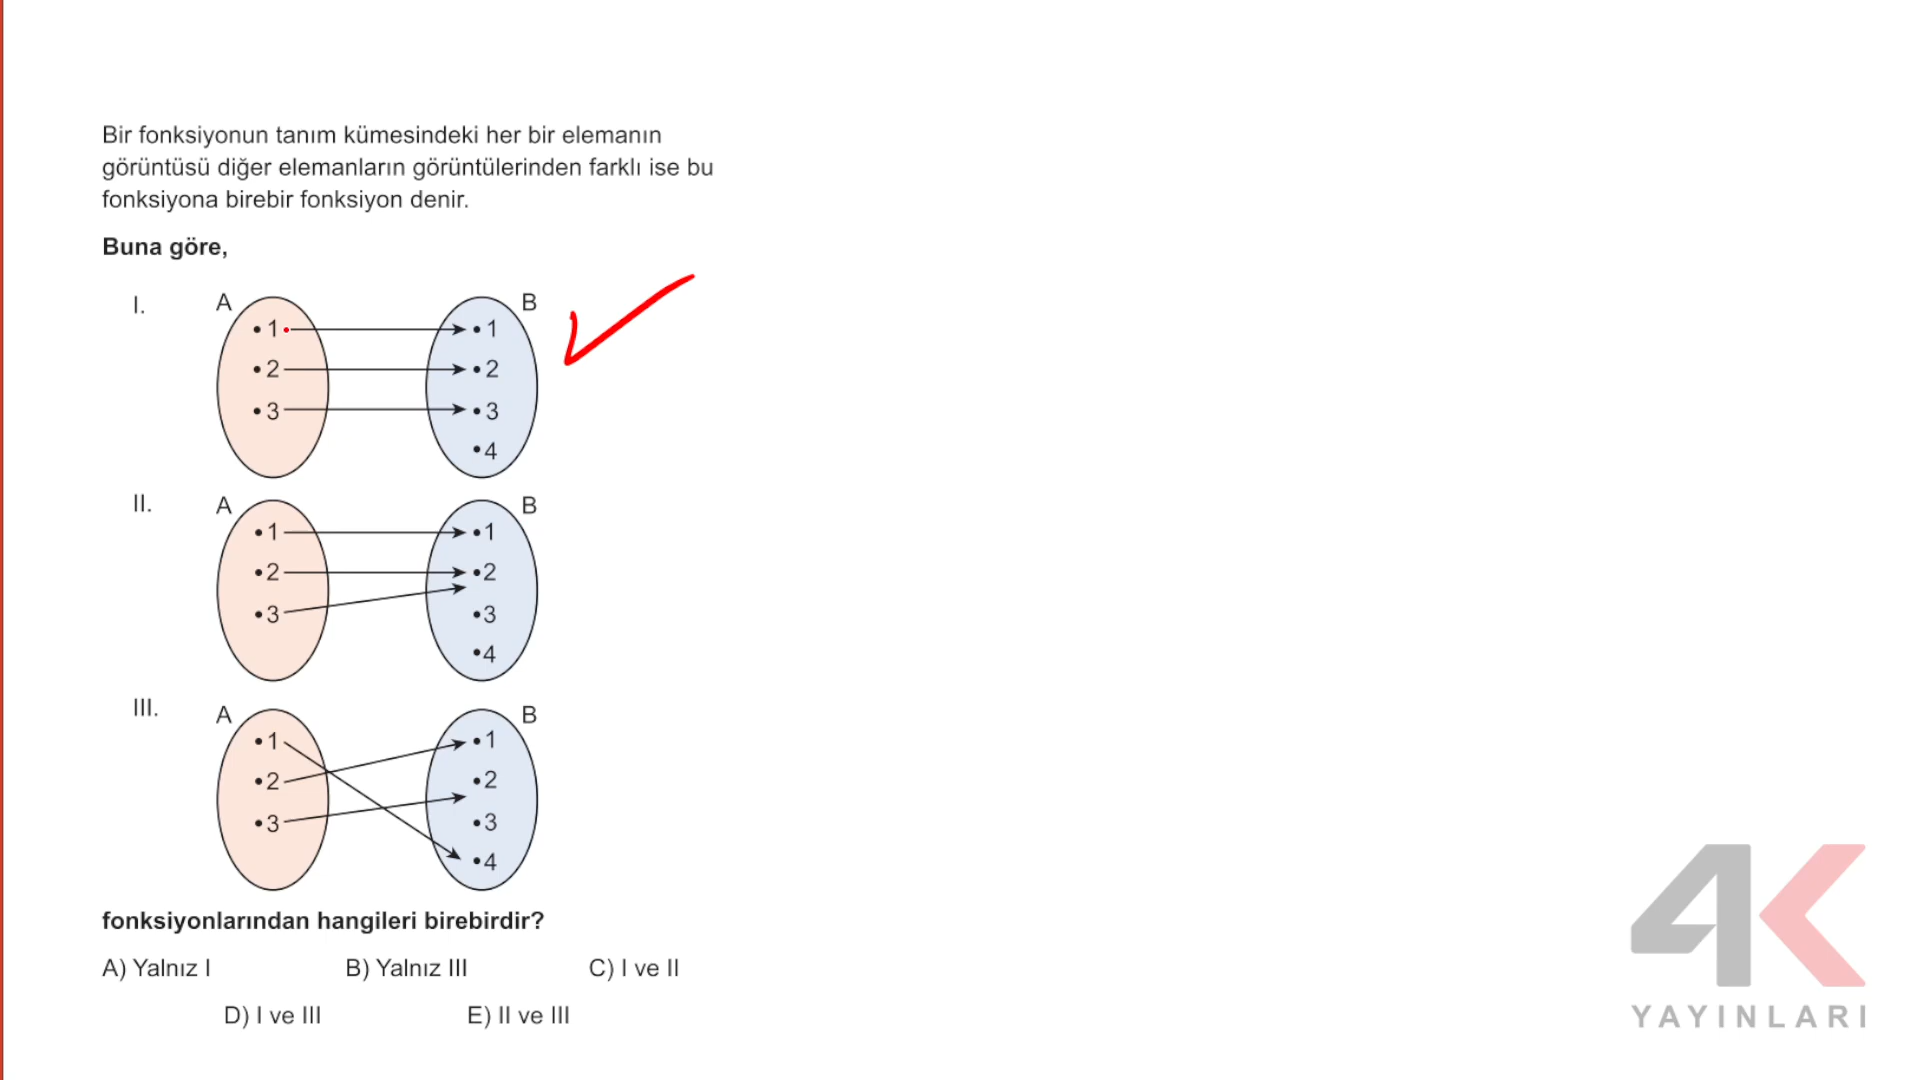 Bir fonksiyonun tanım kümesindeki her bir elemanın
görüntüsü diğer elemanların görüntülerinden farklı ise bu
fonksiyona birebir fonksiyon denir.
Buna göre,
I. A B
• 1 • 1
• 2 • 2
• 3 • 3
• 4
II. A B
• 1 • 1
• 2 • 2
• 3 • 3
• 4
III. A B
• 1 • 1
• 2 • 2
• 3 • 3
• 4
fonksiyonlarından hangileri birebirdir?
A) Yalnız I B) Yalnız III C) I ve II
D) I ve III E) II ve III
4K
YAYINLARI